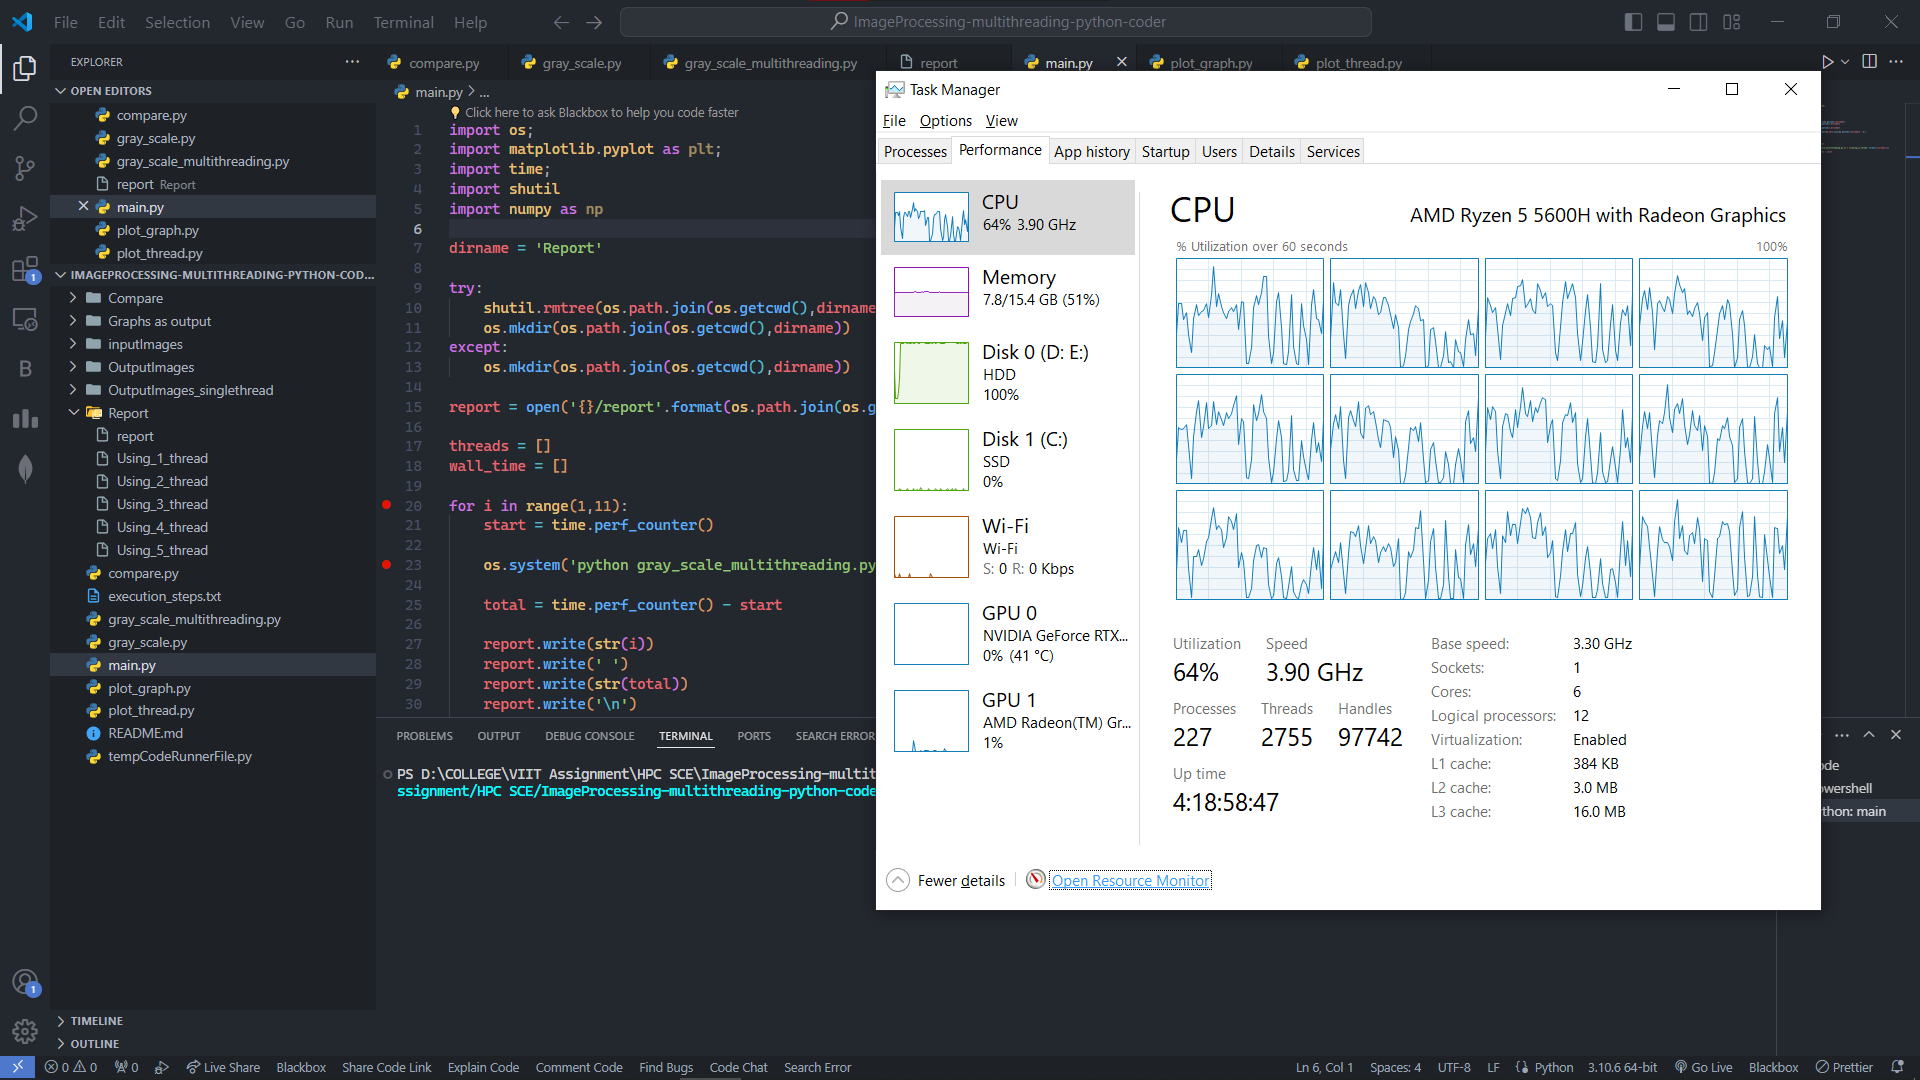 File Edit Selection View Go Run Terminal Help
ImageProcessing-multithreading-python-coder
EXPLORER
OPEN EDITORS
compare.py
gray_scale.py
gray_scale_multithreading.py
report Report
main.py
plot_graph.py
plot_thread.py
IMAGEPROCESSING-MULTITHREADING-PYTHON-COD...
Compare
Graphs as output
inputImages
OutputImages
OutputImages_singlethread
Report
report
Using_1_thread
Using_2_thread
Using_3_thread
Using_4_thread
Using_5_thread
compare.py
execution_steps.txt
gray_scale_multithreading.py
gray_scale.py
main.py
plot_graph.py
plot_thread.py
README.md
tempCodeRunnerFile.py
TIMELINE
OUTLINE
compare.py gray_scale.py gray_scale_multithreading.py report main.py plot_graph.py plot_thread.py
main.py > ...
Click here to ask Blackbox to help you code faster
1 import os;
2 import matplotlib.pyplot as plt;
3 import time;
4 import shutil
5 import numpy as np
6
7 dirname = 'Report'
8
9 try:
10 shutil.rmtree(os.path.join(os.getcwd(),dirname
11 os.mkdir(os.path.join(os.getcwd(),dirname))
12 except:
13 os.mkdir(os.path.join(os.getcwd(),dirname))
14
15 report = open('{}/report'.format(os.path.join(os.g
16
17 threads = []
18 wall_time = []
19
20 for i in range(1,11):
21 start = time.perf_counter()
22
23 os.system('python gray_scale_multithreading.py
24
25 total = time.perf_counter() - start
26
27 report.write(str(i))
28 report.write(' ')
29 report.write(str(total))
30 report.write('\n')
PROBLEMS OUTPUT DEBUG CONSOLE TERMINAL PORTS SEARCH ERROR
PS D:\COLLEGE\VIIT Assignment\HPC SCE\ImageProcessing-multit
ssignment/HPC SCE/ImageProcessing-multithreading-python-code
ode
owershell
thon: main
Task Manager
File Options View
Processes Performance App history Startup Users Details Services
CPU
64% 3.90 GHz
Memory
7.8/15.4 GB (51%)
Disk 0 (D: E:)
HDD
100%
Disk 1 (C:)
SSD
0%
Wi-Fi
Wi-Fi
S: 0 R: 0 Kbps
GPU 0
NVIDIA GeForce RTX...
0% (41 °C)
GPU 1
AMD Radeon(TM) Gr...
1%
CPU
AMD Ryzen 5 5600H with Radeon Graphics
% Utilization over 60 seconds 100%
Utilization Speed
64% 3.90 GHz
Processes Threads Handles
227 2755 97742
Up time
4:18:58:47
Base speed: 3.30 GHz
Sockets: 1
Cores: 6
Logical processors: 12
Virtualization: Enabled
L1 cache: 384 KB
L2 cache: 3.0 MB
L3 cache: 16.0 MB
Fewer details
Open Resource Monitor
B
1
1
0 0 0 Live Share Blackbox Share Code Link Explain Code Comment Code Find Bugs Code Chat Search Error
Ln 6, Col 1 Spaces: 4 UTF-8 LF Python 3.10.6 64-bit Go Live Blackbox Prettier